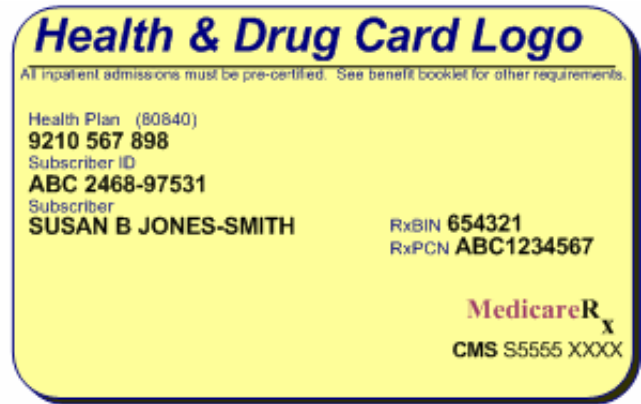 Health & Drug Card Logo
All inpatient admissions must be pre-certified. See benefit booklet for other requirements.
Health Plan (80840)
9210 567 898
Subscriber ID
ABC 2468-97531
Subscriber
SUSAN B JONES-SMITH
RxBIN 654321
RxPCN ABC1234567
MedicareRx
CMS S5555 XXXX